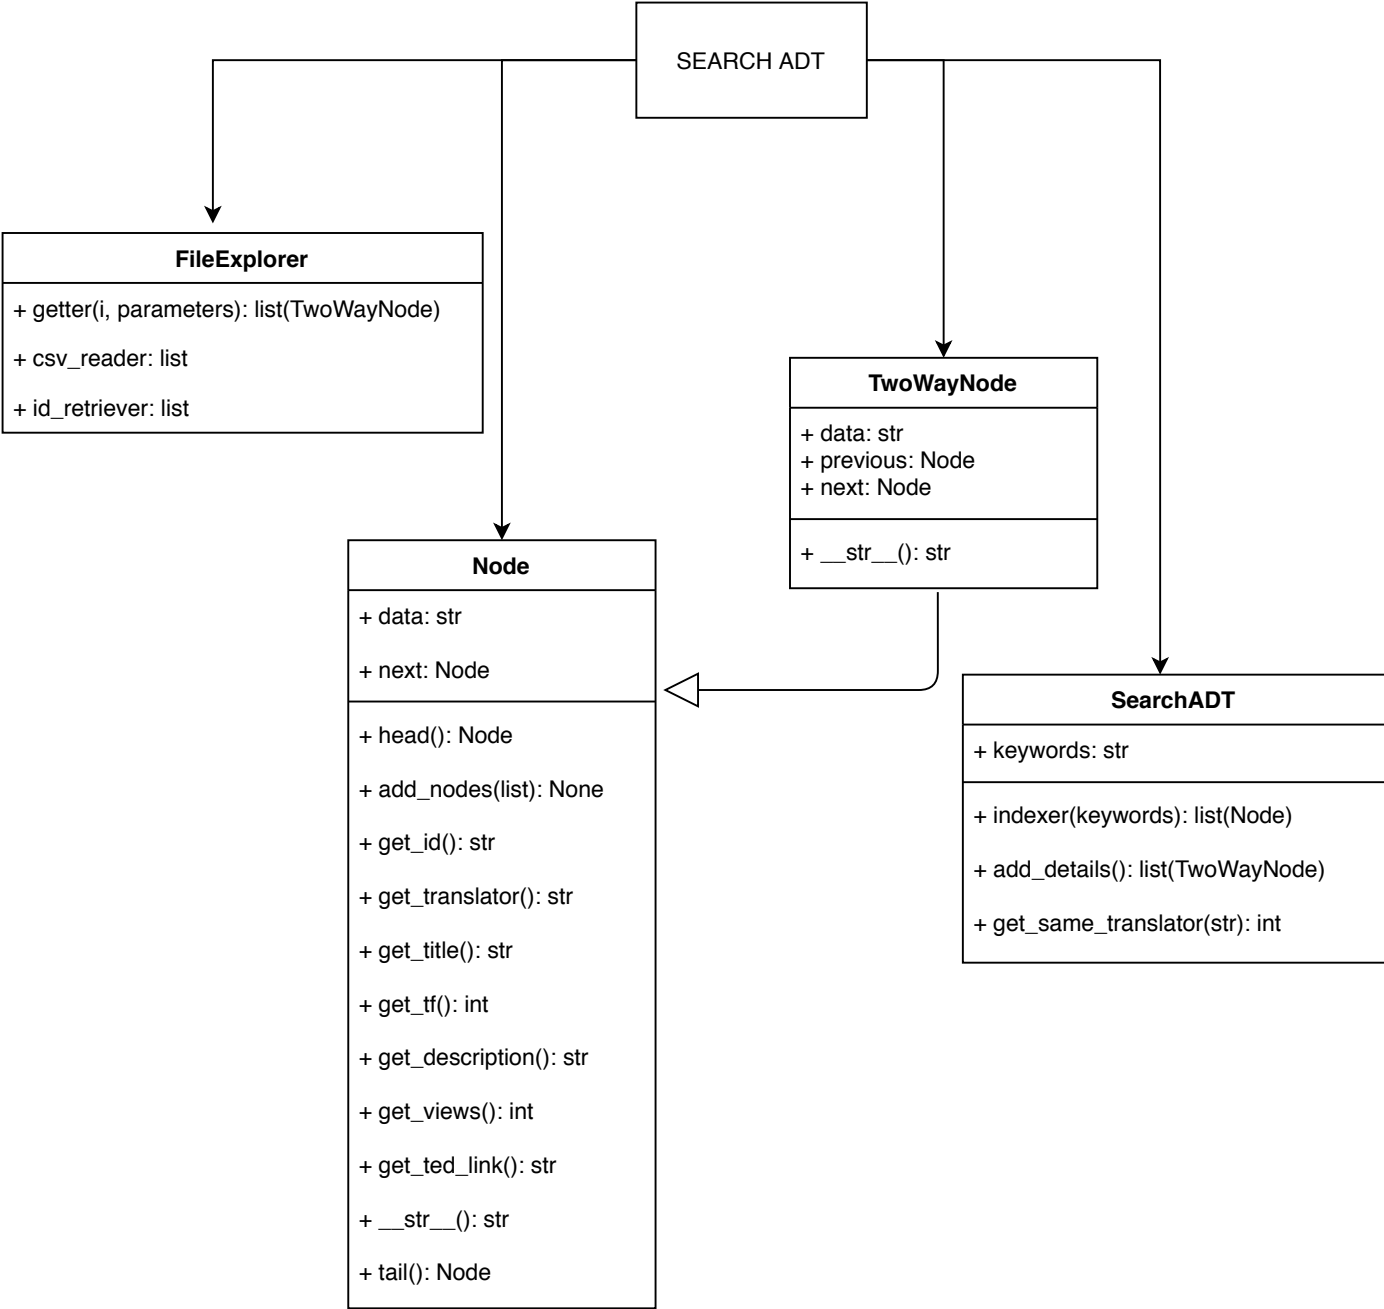 SEARCH ADT
FileExplorer
+ getter(i, parameters): list(TwoWayNode)
+ csv_reader: list
+ id_retriever: list
TwoWayNode
+ data: str
+ previous: Node
+ next: Node
+ __str__(): str
Node
+ data: str
+ next: Node
+ head(): Node
+ add_nodes(list): None
+ get_id(): str
+ get_translator(): str
+ get_title(): str
+ get_tf(): int
+ get_description(): str
+ get_views(): int
+ get_ted_link(): str
+ __str__(): str
+ tail(): Node
SearchADT
+ keywords: str
+ indexer(keywords): list(Node)
+ add_details(): list(TwoWayNode)
+ get_same_translator(str): int